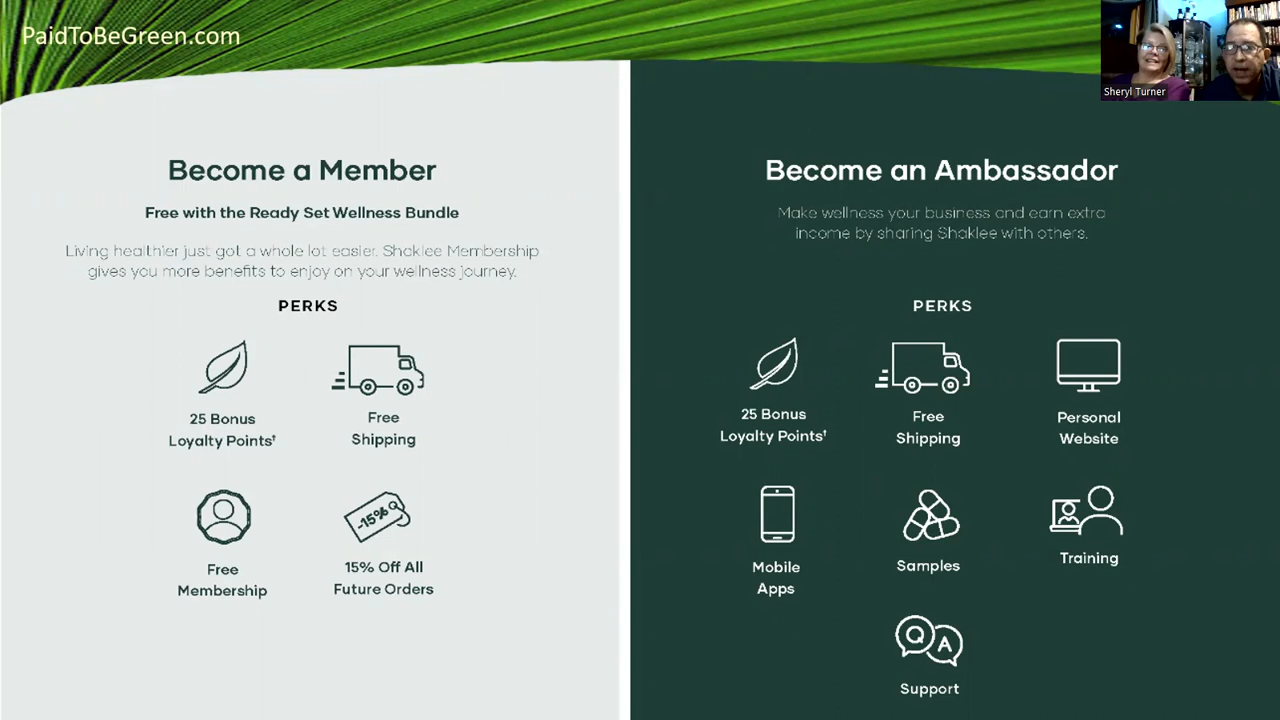 PaidToBeGreen.com
Sheryl Turner
Become a Member
Free with the Ready Set Wellness Bundle
Living healthier just got a whole lot easier. Shaklee Membership
gives you more benefits to enjoy on your wellness journey.
PERKS
25 Bonus
Loyalty Points†
Free
Shipping
Free
Membership
-15%
15% Off All
Future Orders
Become an Ambassador
Make wellness your business and earn extra
income by sharing Shaklee with others.
PERKS
25 Bonus
Loyalty Points†
Free
Shipping
Personal
Website
Mobile
Apps
Samples
Training
Q A
Support